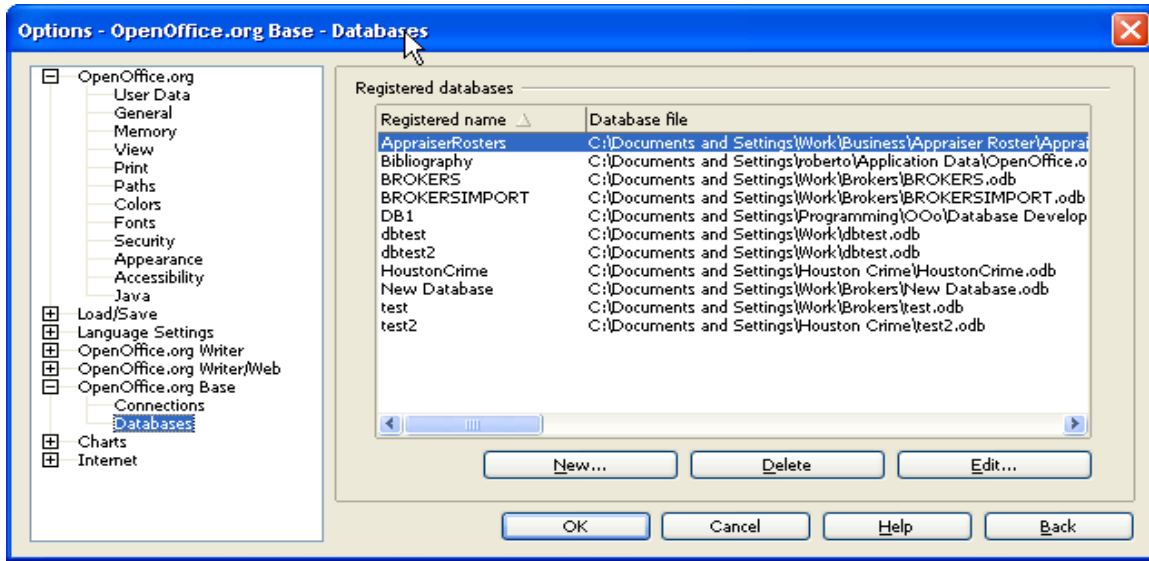 Options - OpenOffice.org Base - Databases
OpenOffice.org
User Data
General
Memory
View
Print
Paths
Colors
Fonts
Security
Appearance
Accessibility
Java
Load/Save
Language Settings
OpenOffice.org Writer
OpenOffice.org Writer/Web
OpenOffice.org Base
Connections
Databases
Charts
Internet
Registered databases
Registered name Database file
AppraiserRosters C:\Documents and Settings\Work\Business\Appraiser Roster\Apprai
Bibliography C:\Documents and Settings\roberto\Application Data\OpenOffice.o
BROKERS C:\Documents and Settings\Work\Brokers\BROKERS.odb
BROKERSIMPORT C:\Documents and Settings\Work\Brokers\BROKERSIMPORT.odb
DB1 C:\Documents and Settings\Programming\OOo\Database Develop
dbtest C:\Documents and Settings\Work\dbtest.odb
dbtest2 C:\Documents and Settings\Work\dbtest.odb
HoustonCrime C:\Documents and Settings\Houston Crime\HoustonCrime.odb
New Database C:\Documents and Settings\Work\Brokers\New Database.odb
test C:\Documents and Settings\Work\Brokers\test.odb
test2 C:\Documents and Settings\Houston Crime\test2.odb
New... Delete Edit...
OK Cancel Help Back